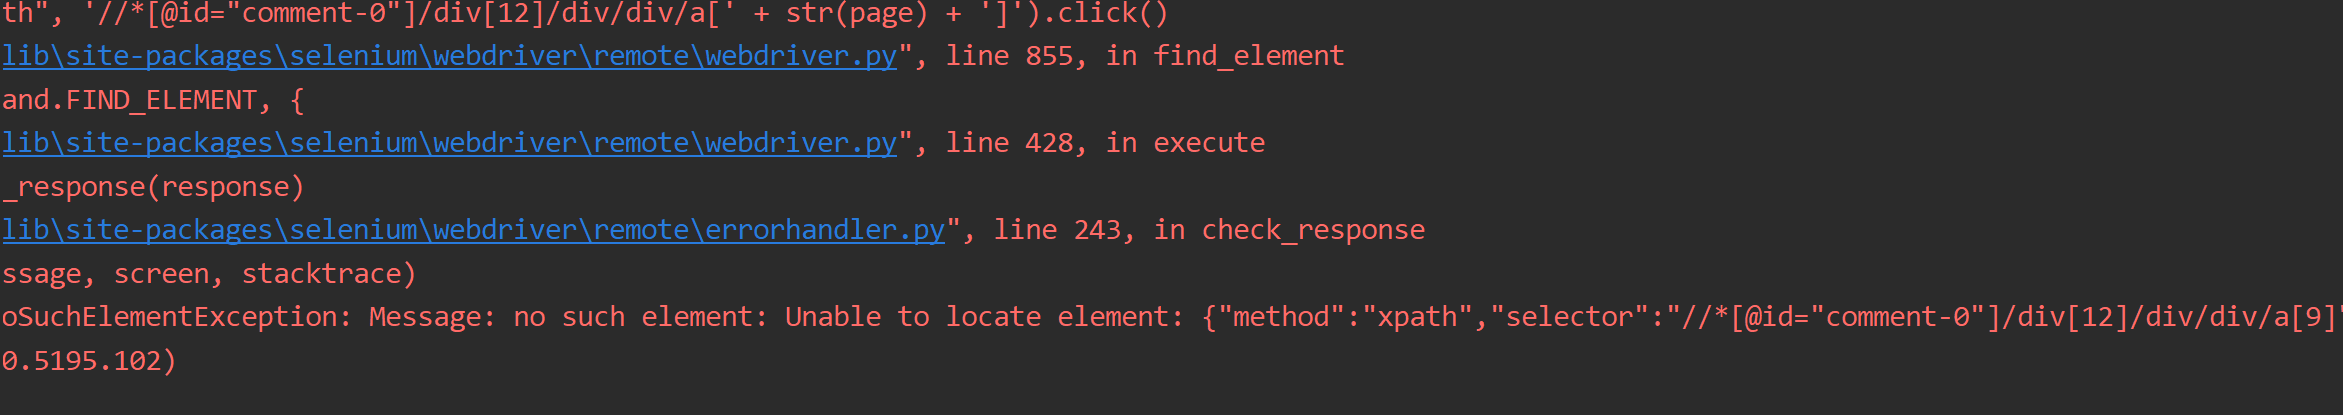 th", '//*[@id="comment-0"]/div[12]/div/div/a[' + str(page) + ']').click()
lib\site-packages\selenium\webdriver\remote\webdriver.py", line 855, in find_element
and.FIND_ELEMENT, {
lib\site-packages\selenium\webdriver\remote\webdriver.py", line 428, in execute
_response(response)
lib\site-packages\selenium\webdriver\remote\errorhandler.py", line 243, in check_response
ssage, screen, stacktrace)
oSuchElementException: Message: no such element: Unable to locate element: {"method":"xpath","selector":"//*[@id="comment-0"]/div[12]/div/div/a[9]"
0.5195.102)